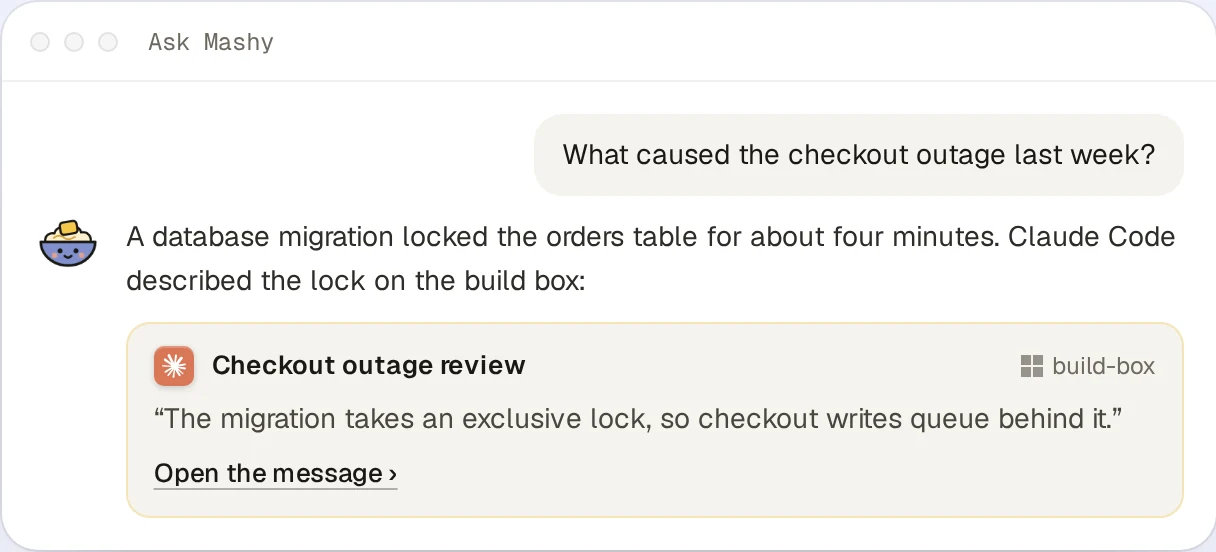 Ask Mashy
What caused the checkout outage last week?
A database migration locked the orders table for about four minutes. Claude Code
described the lock on the build box:
Checkout outage review
build-box
“The migration takes an exclusive lock, so checkout writes queue behind it.”
Open the message ›